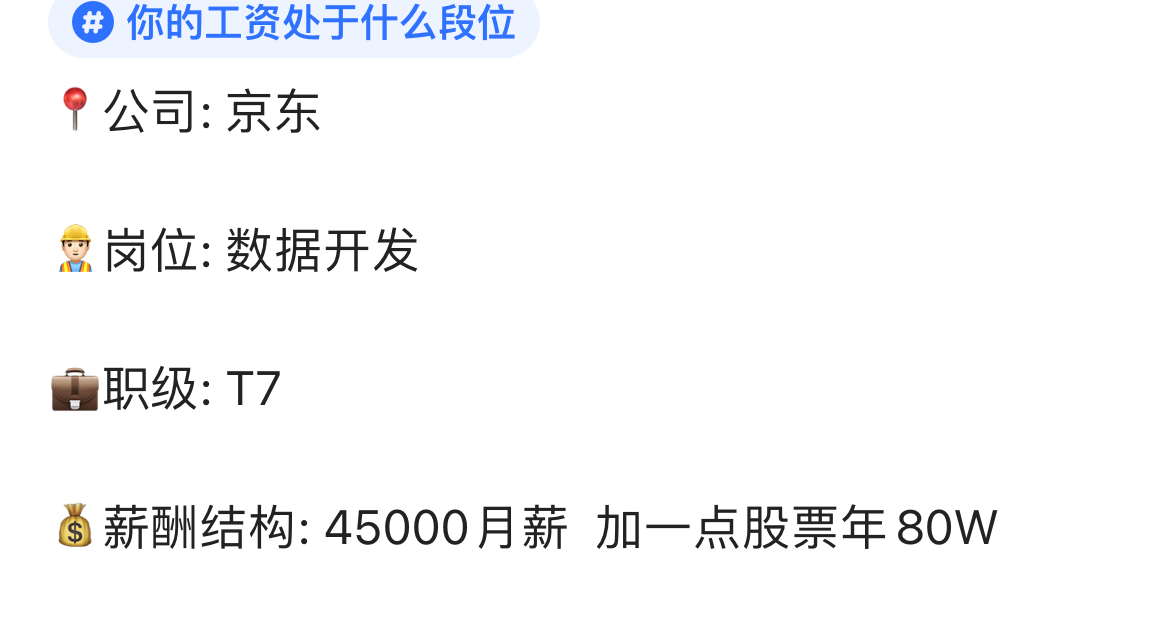 # 你的工资处于什么段位
📍公司: 京东
👷🏻‍♂️岗位: 数据开发
💼职级: T7
💰薪酬结构: 45000月薪  加一点股票年80W